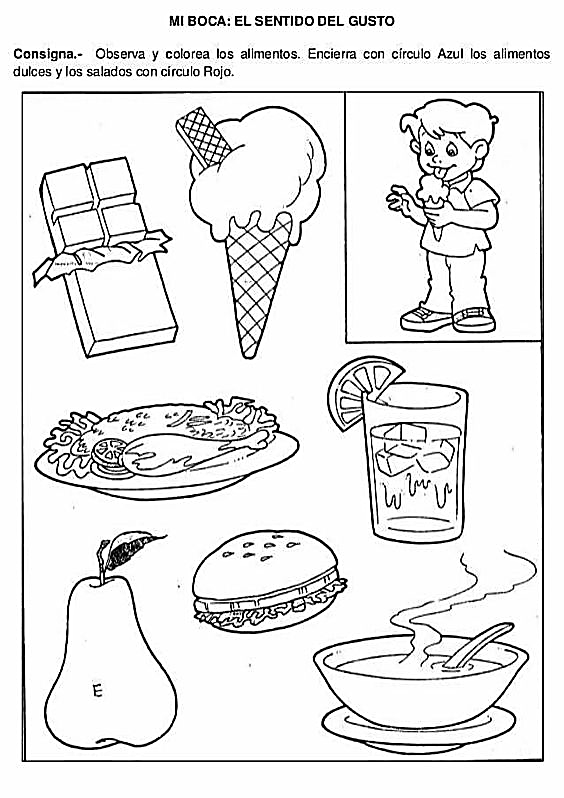 MI BOCA: EL SENTIDO DEL GUSTO
Consigna.- Observa y colorea los alimentos. Encierra con círculo Azul los alimentos
dulces y los salados con círculo Rojo.
E